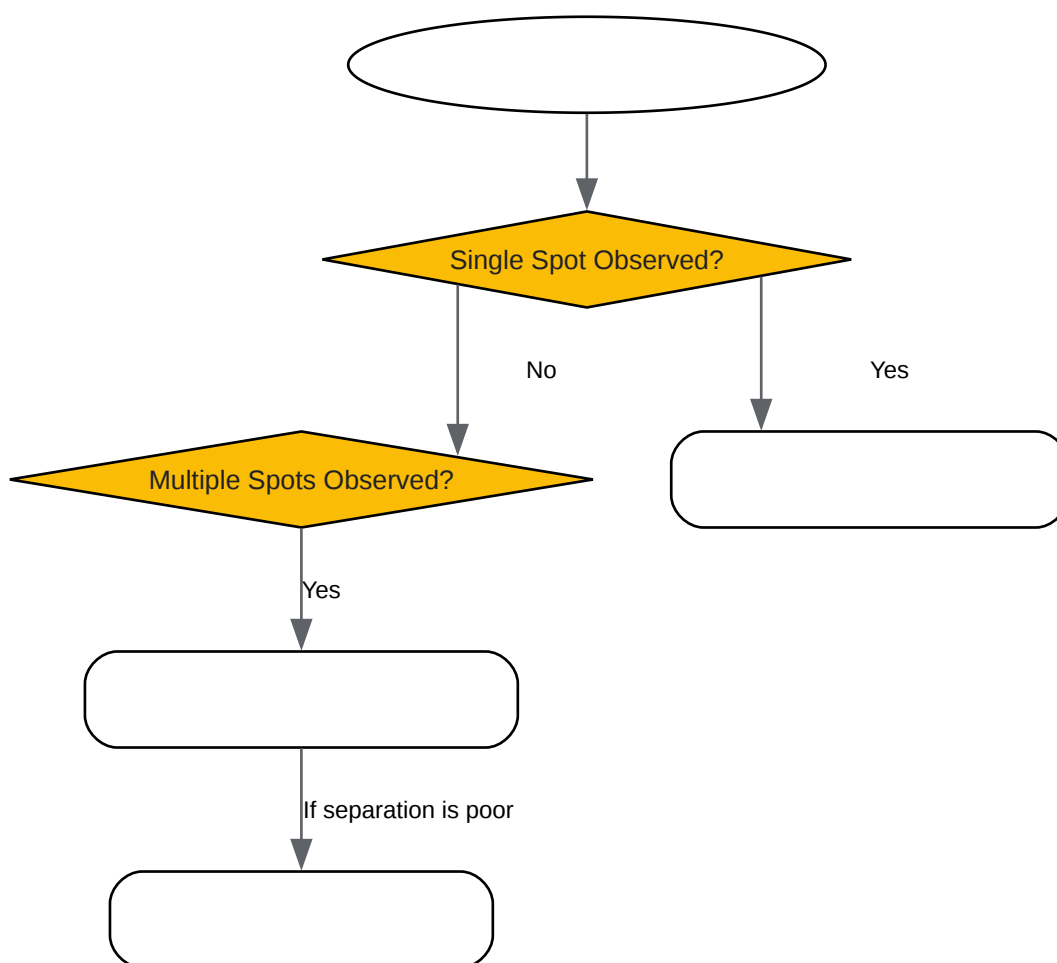 Single Spot Observed?
No
Yes
Multiple Spots Observed?
Yes
If separation is poor